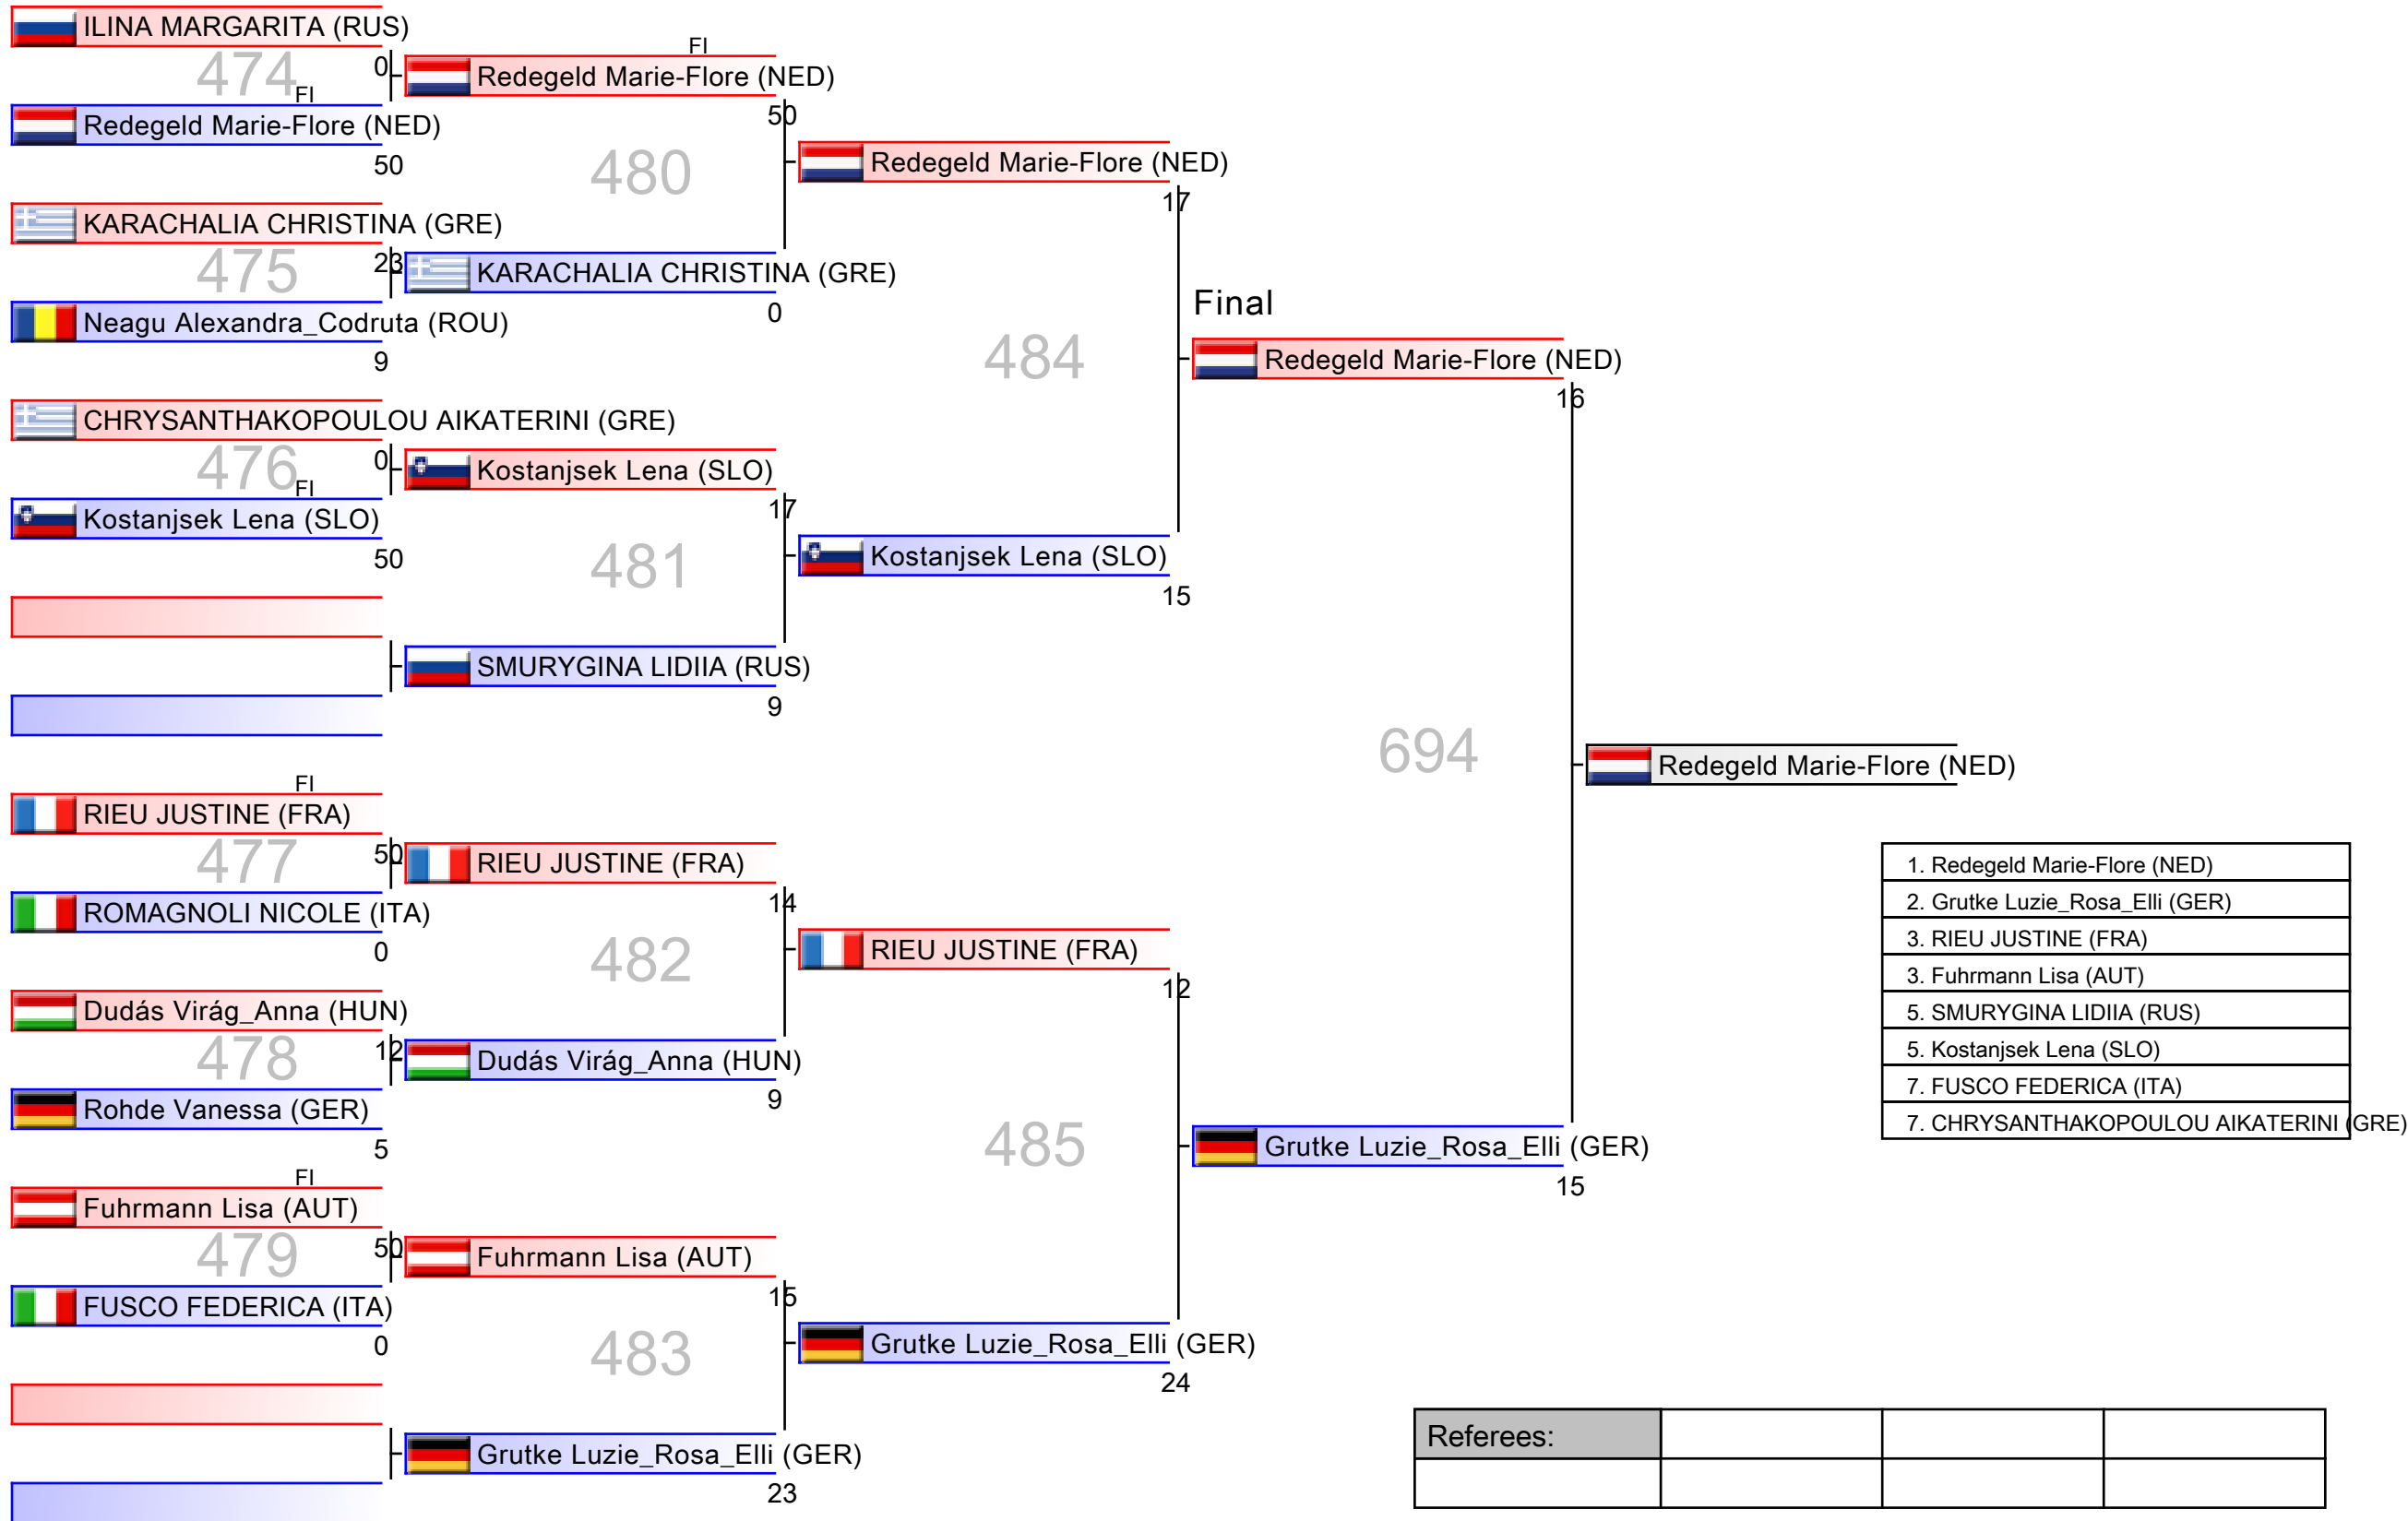 ILINA MARGARITA (RUS)
474
0
FI
Redegeld Marie-Flore (NED)
50
KARACHALIA CHRISTINA (GRE)
475
23
Neagu Alexandra_Codruta (ROU)
9
CHRYSANTHAKOPOULOU AIKATERINI (GRE)
476
0
FI
Kostanjsek Lena (SLO)
50
FI
RIEU JUSTINE (FRA)
477
50
ROMAGNOLI NICOLE (ITA)
0
Dudás Virág_Anna (HUN)
478
12
Rohde Vanessa (GER)
5
FI
Fuhrmann Lisa (AUT)
479
50
FUSCO FEDERICA (ITA)
0
FI
Redegeld Marie-Flore (NED)
50
480
KARACHALIA CHRISTINA (GRE)
0
Kostanjsek Lena (SLO)
17
481
SMURYGINA LIDIIA (RUS)
9
RIEU JUSTINE (FRA)
14
482
Dudás Virág_Anna (HUN)
9
Fuhrmann Lisa (AUT)
15
483
Grutke Luzie_Rosa_Elli (GER)
23
Redegeld Marie-Flore (NED)
17
484
Kostanjsek Lena (SLO)
15
RIEU JUSTINE (FRA)
12
485
Grutke Luzie_Rosa_Elli (GER)
24
Final
Redegeld Marie-Flore (NED)
16
694
Grutke Luzie_Rosa_Elli (GER)
15
Redegeld Marie-Flore (NED)
1. Redegeld Marie-Flore (NED)
2. Grutke Luzie_Rosa_Elli (GER)
3. RIEU JUSTINE (FRA)
3. Fuhrmann Lisa (AUT)
5. SMURYGINA LIDIIA (RUS)
5. Kostanjsek Lena (SLO)
7. FUSCO FEDERICA (ITA)
7. CHRYSANTHAKOPOULOU AIKATERINI (GRE)
Referees: